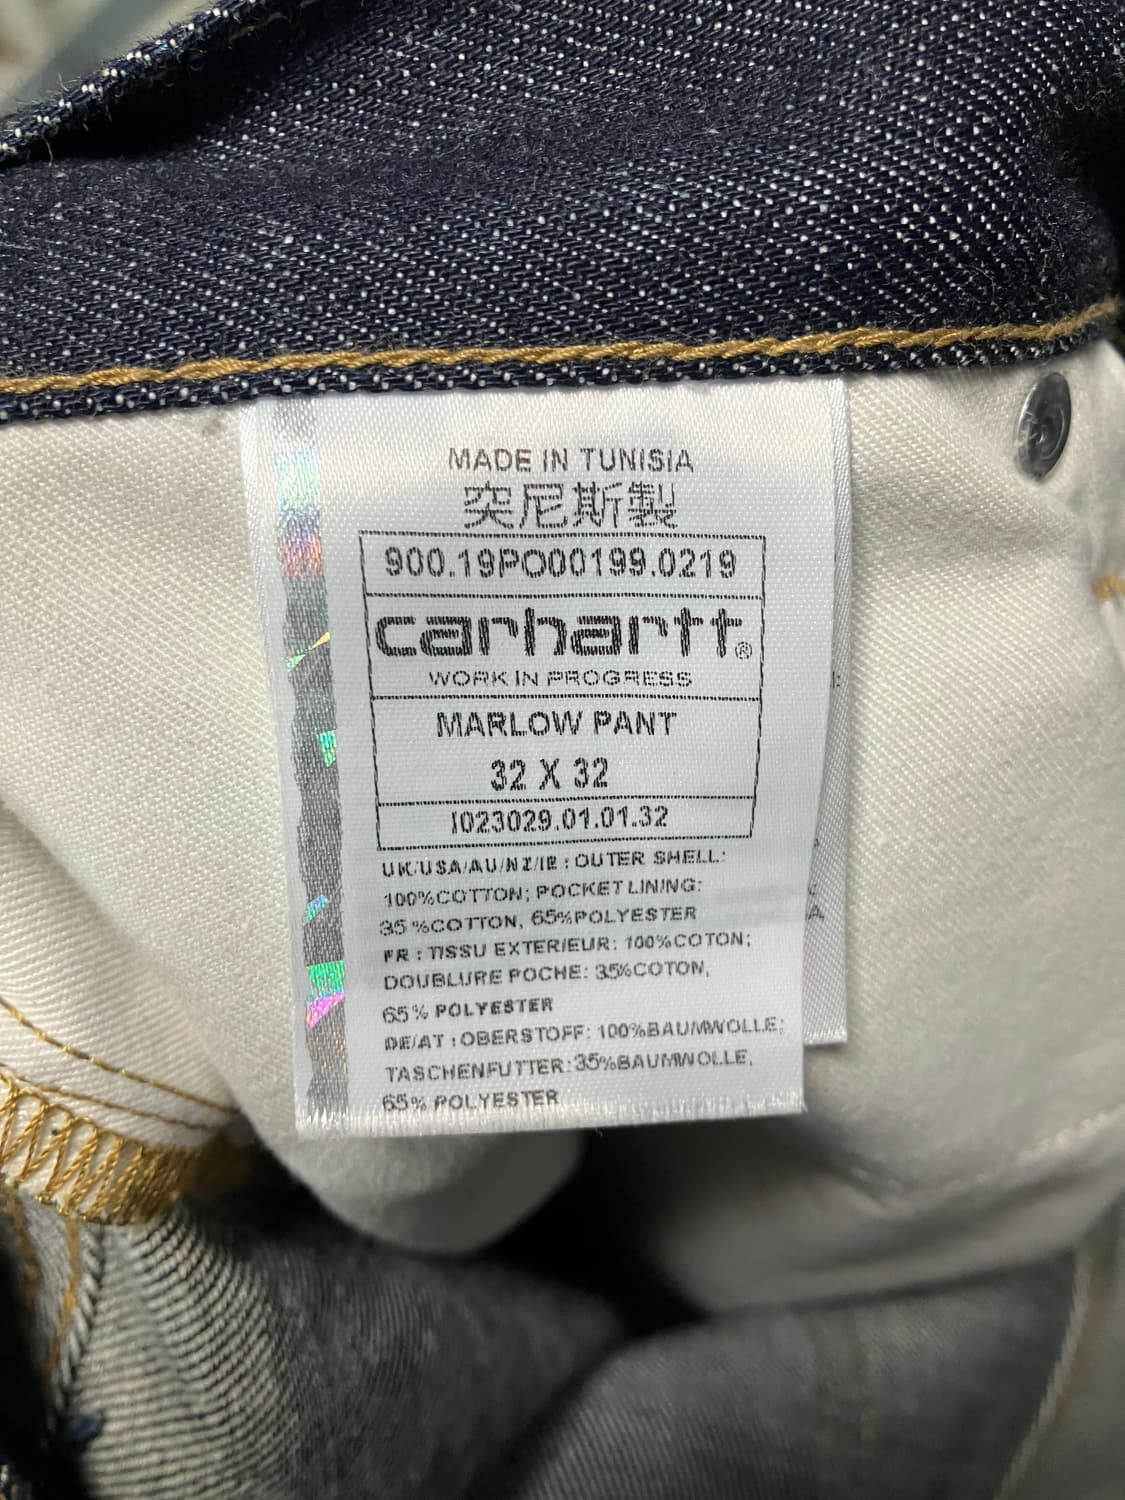 MADE IN TUNISIA
突尼斯製
900.19PO00199.0219
carhartt®
WORK IN PROGRESS
MARLOW PANT
32 X 32
I023029.01.01.32
UK/USA/AU/NZ/IE : OUTER SHELL:
100%COTTON; POCKET LINING:
35%COTTON, 65%POLYESTER
FR : TISSU EXTERIEUR: 100%COTON;
DOUBLURE POCHE: 35%COTON,
65% POLYESTER
DE/AT : OBERSTOFF: 100%BAUMWOLLE;
TASCHENFUTTER:35%BAUMWOLLE,
65% POLYESTER